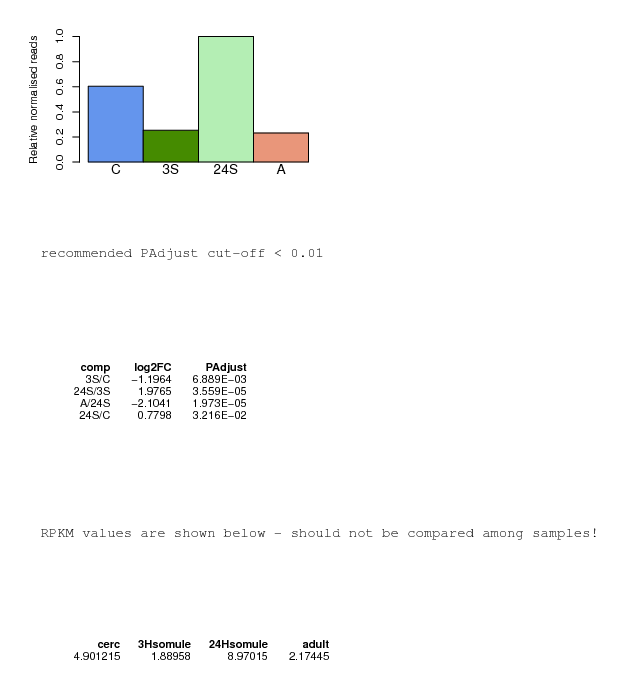 Relative normalised reads
1.0
0.8
0.6
0.4
0.2
0.0
C 3S 24S A
recommended PAdjust cut-off < 0.01
comp log2FC PAdjust
3S/C −1.1964 6.889E−03
24S/3S 1.9765 3.559E−05
A/24S −2.1041 1.973E−05
24S/C 0.7798 3.216E−02
RPKM values are shown below - should not be compared among samples!
cerc 3Hsomule 24Hsomule adult
4.901215 1.88958 8.97015 2.17445